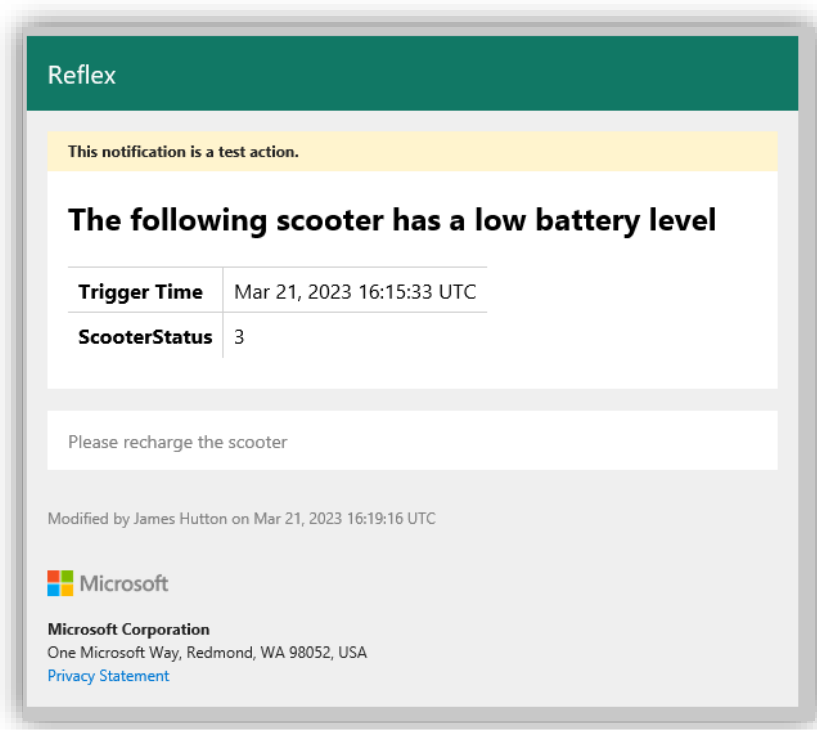 Reflex
This notification is a test action.
The following scooter has a low battery level
Trigger Time Mar 21, 2023 16:15:33 UTC
ScooterStatus 3
Please recharge the scooter
Modified by James Hutton on Mar 21, 2023 16:19:16 UTC
Microsoft
Microsoft Corporation
One Microsoft Way, Redmond, WA 98052, USA
Privacy Statement